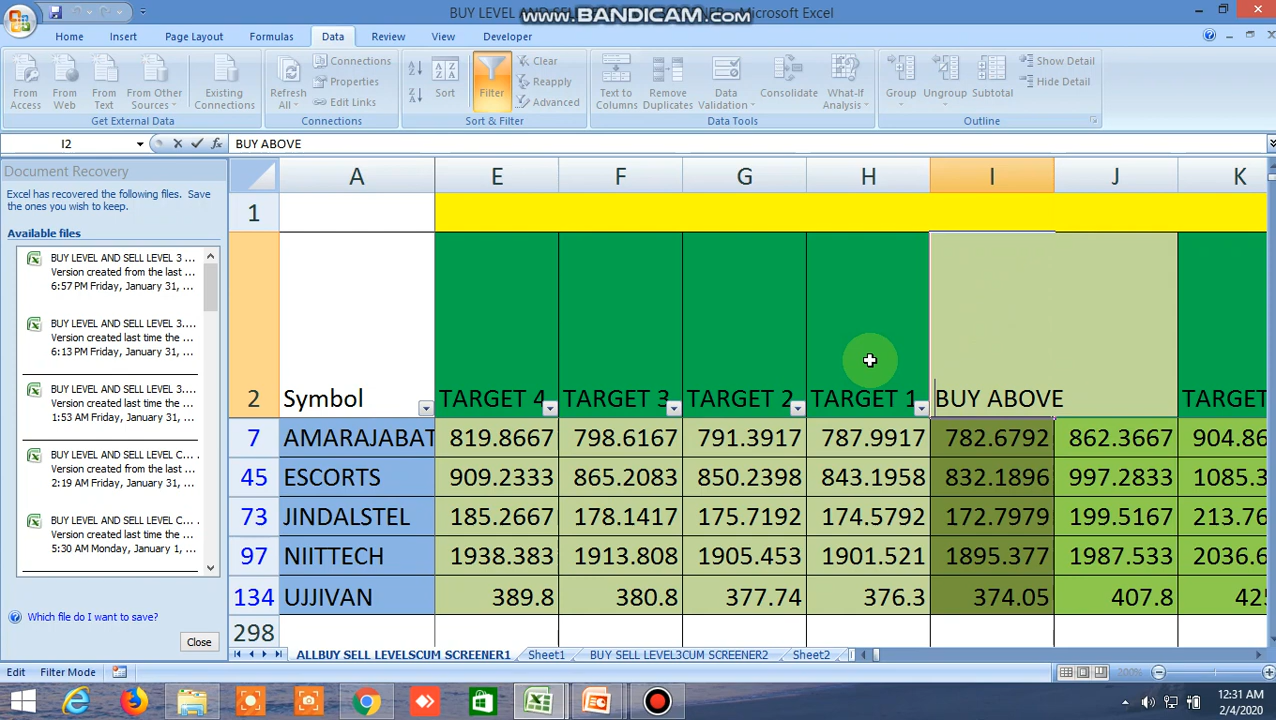 BUY LEVEL AND SELL LEVEL
SCREENER - Microsoft Excel
www.BANDICAM.com
Home Insert Page Layout Formulas Data Review View Developer
From Access
From Web
From Text
From Other Sources
Existing Connections
Get External Data
Refresh All
Connections
Properties
Edit Links
Connections
Sort
Filter
Clear
Reapply
Advanced
Sort & Filter
Text to Columns
Remove Duplicates
Data Validation
Consolidate
What-If Analysis
Data Tools
Group
Ungroup
Subtotal
Show Detail
Hide Detail
Outline
I2 fx BUY ABOVE
Document Recovery
Excel has recovered the following files. Save the ones you wish to keep.
Available files
BUY LEVEL AND SELL LEVEL 3 ...
Version created from the last ...
6:57 PM Friday, January 31, ...
BUY LEVEL AND SELL LEVEL 3....
Version created last time the ...
6:13 PM Friday, January 31, ...
BUY LEVEL AND SELL LEVEL 3....
Version created last time the ...
1:53 AM Friday, January 31, ...
BUY LEVEL AND SELL LEVEL C...
Version created from the last ...
2:19 AM Friday, January 31, ...
BUY LEVEL AND SELL LEVEL C...
Version created from the last ...
5:30 AM Monday, January 1, ...
Which file do I want to save?
Close
A E F G H I J K
1
2 Symbol TARGET 4 TARGET 3 TARGET 2 TARGET 1 BUY ABOVE TARGET
7 AMARAJABAT 819.8667 798.6167 791.3917 787.9917 782.6792 862.3667 904.86
45 ESCORTS 909.2333 865.2083 850.2398 843.1958 832.1896 997.2833 1085.3
73 JINDALSTEL 185.2667 178.1417 175.7192 174.5792 172.7979 199.5167 213.76
97 NIITTECH 1938.383 1913.808 1905.453 1901.521 1895.377 1987.533 2036.6
134 UJJIVAN 389.8 380.8 377.74 376.3 374.05 407.8 425
298
ALLBUY SELL LEVELSCUM SCREENER1 Sheet1 BUY SELL LEVEL3CUM SCREENER2 Sheet2
Edit Filter Mode 200%
12:31 AM
2/4/2020